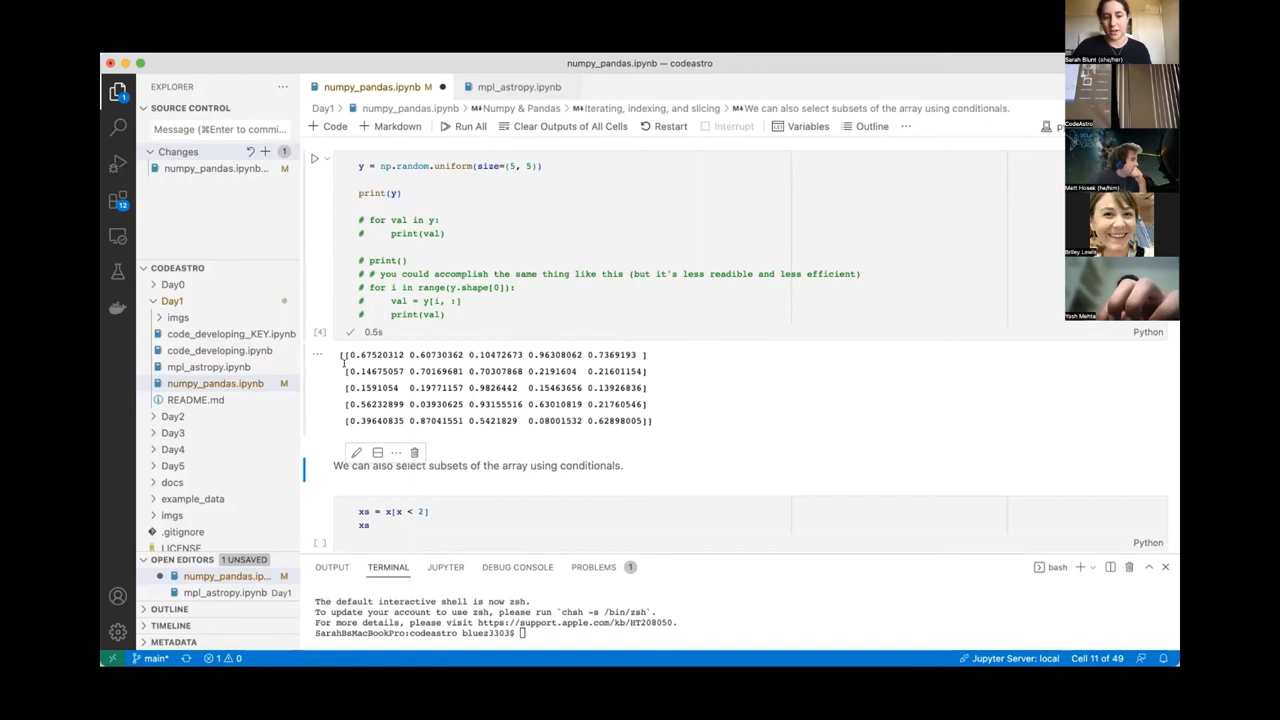 numpy_pandas.ipynb — codeastro
EXPLORER
SOURCE CONTROL
Message (⌘Enter to commi...
Changes
1
numpy_pandas.ipynb... M
1
12
CODEASTRO
Day0
Day1
imgs
code_developing_KEY.ipynb
code_developing.ipynb
mpl_astropy.ipynb
numpy_pandas.ipynb M
README.md
Day2
Day3
Day4
Day5
docs
example_data
imgs
.gitignore
LICENSE
OPEN EDITORS 1 UNSAVED
numpy_pandas.ip... M
mpl_astropy.ipynb Day1
OUTLINE
TIMELINE
METADATA
numpy_pandas.ipynb M
mpl_astropy.ipynb
Day1 > numpy_pandas.ipynb > M↓ Numpy & Pandas > M↓ Iterating, indexing, and slicing > M↓ We can also select subsets of the array using conditionals.
+ Code + Markdown Run All Clear Outputs of All Cells Restart Interrupt Variables Outline ...
y = np.random.uniform(size=(5, 5))
print(y)
# for val in y:
#     print(val)
# print()
# # you could accomplish the same thing like this (but it's less readible and less efficient)
# for i in range(y.shape[0]):
#     val = y[i, :]
#     print(val)
[4] ✓ 0.5s Python
[[0.67520312 0.60730362 0.10472673 0.96308062 0.7369193 ]
[0.14675057 0.70169681 0.70307868 0.2191604  0.21601154]
[0.1591054  0.19771157 0.9826442  0.15463656 0.13926836]
[0.56232899 0.03930625 0.93155516 0.63010819 0.21760546]
[0.39640835 0.87041551 0.5421829  0.08001532 0.62898005]]
We can also select subsets of the array using conditionals.
xs = x[x < 2]
xs
[ ] Python
OUTPUT TERMINAL JUPYTER DEBUG CONSOLE PROBLEMS 1
bash
The default interactive shell is now zsh.
To update your account to use zsh, please run `chsh -s /bin/zsh`.
For more details, please visit https://support.apple.com/kb/HT208050.
SarahBsMacBookPro:codeastro bluez3303$
main* 1 0 Jupyter Server: local Cell 11 of 49
Sarah Blunt (she/her)
CodeAstro
Matt Hosek (he/him)
Briley Lewis
Yash Mehta